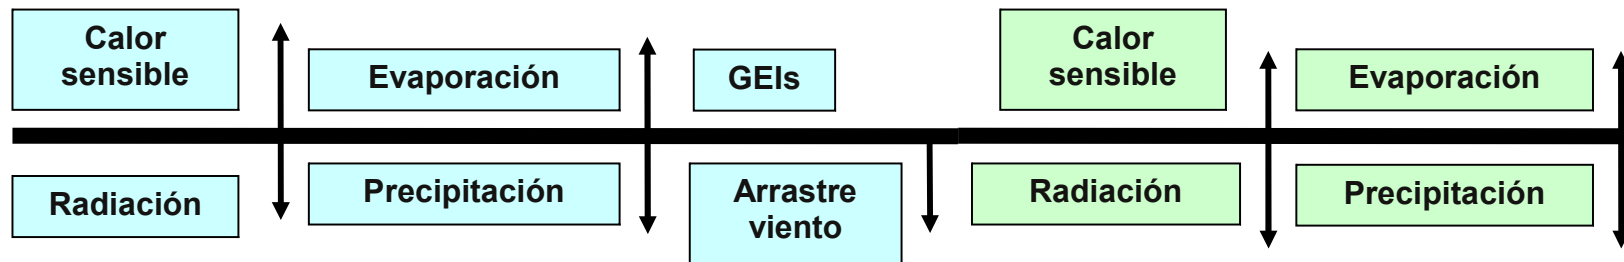 Calor
sensible
Evaporación
GEIs
Calor
sensible
Evaporación
Radiación
Precipitación
Arrastre
viento
Radiación
Precipitación